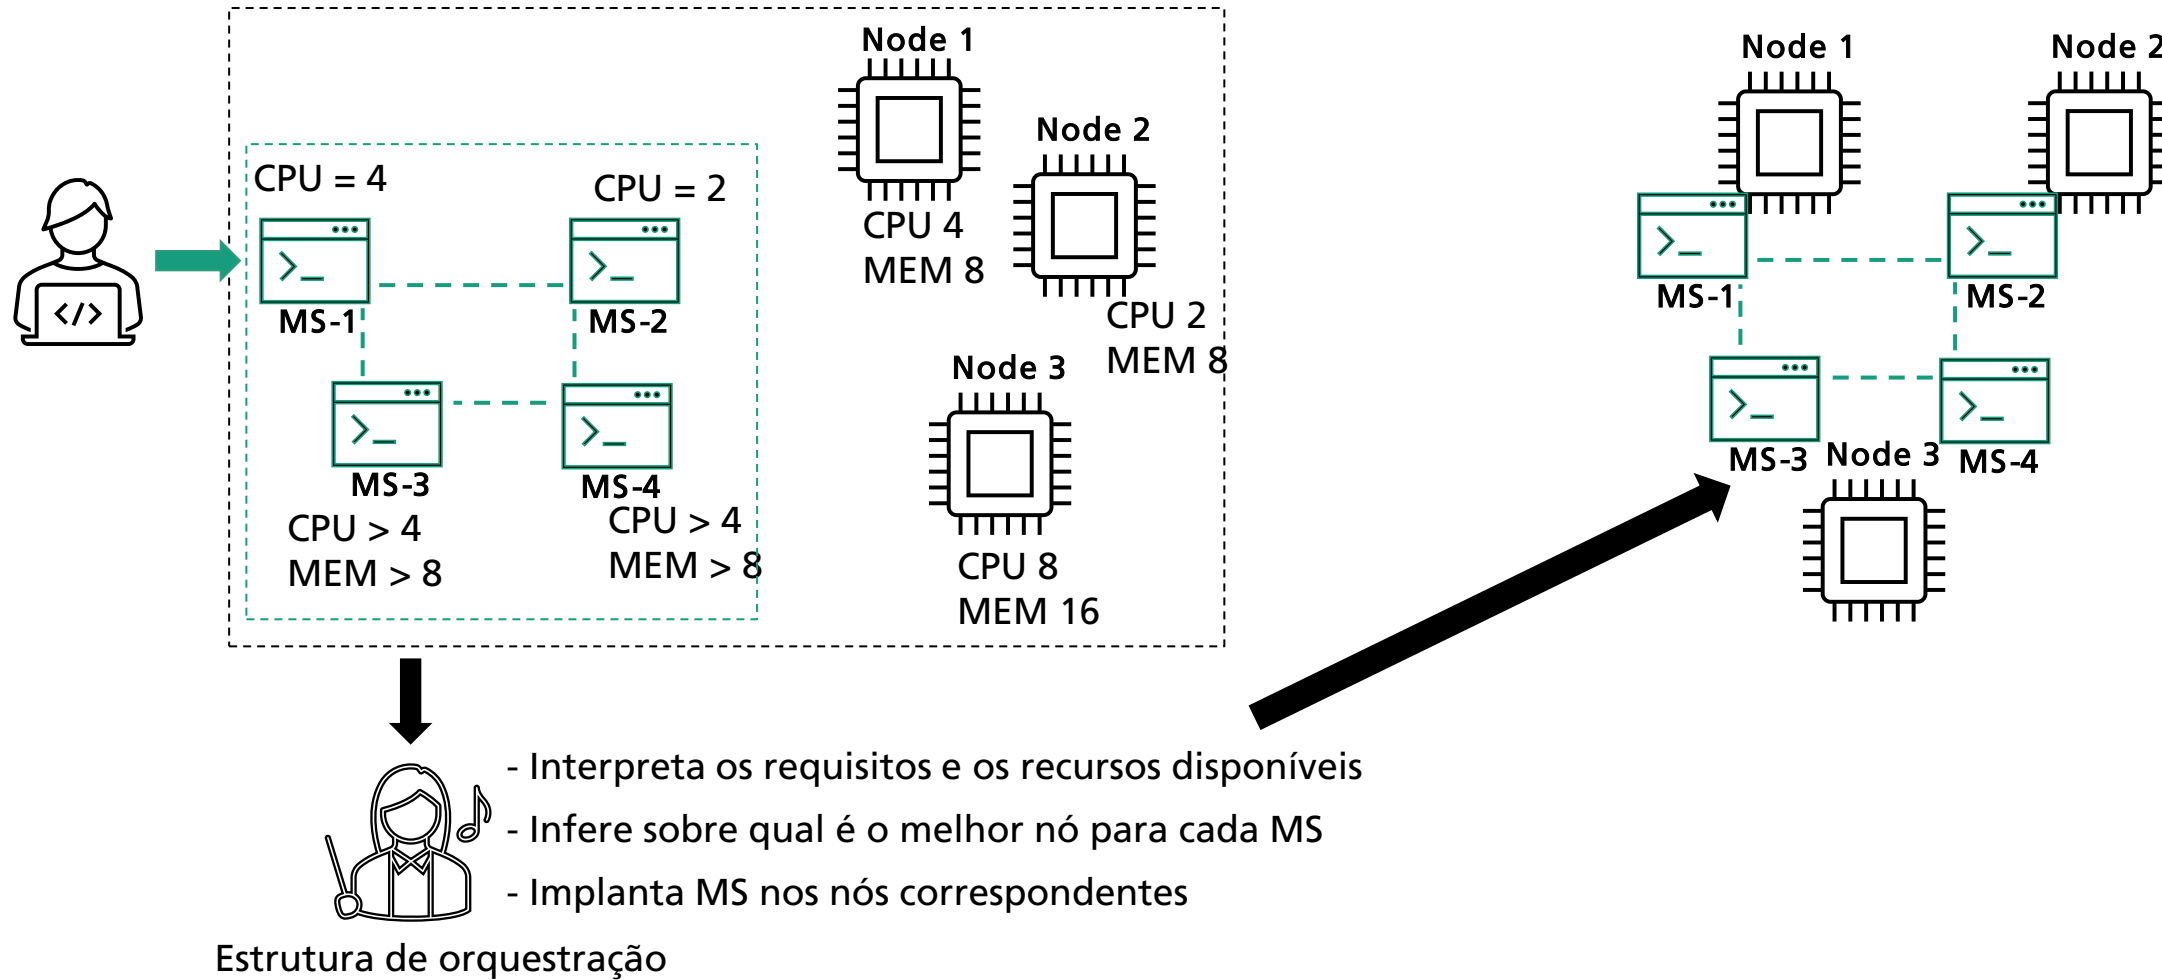 CPU = 4
CPU = 2
MS-1
MS-2
MS-3
MS-4
CPU > 4
MEM > 8
CPU > 4
MEM > 8
Node 1
CPU 4
MEM 8
Node 2
CPU 2
MEM 8
Node 3
CPU 8
MEM 16
</>
- Interpreta os requisitos e os recursos disponíveis
- Infere sobre qual é o melhor nó para cada MS
- Implanta MS nos nós correspondentes
Estrutura de orquestração
Node 1
Node 2
MS-1
MS-2
MS-3
Node 3
MS-4